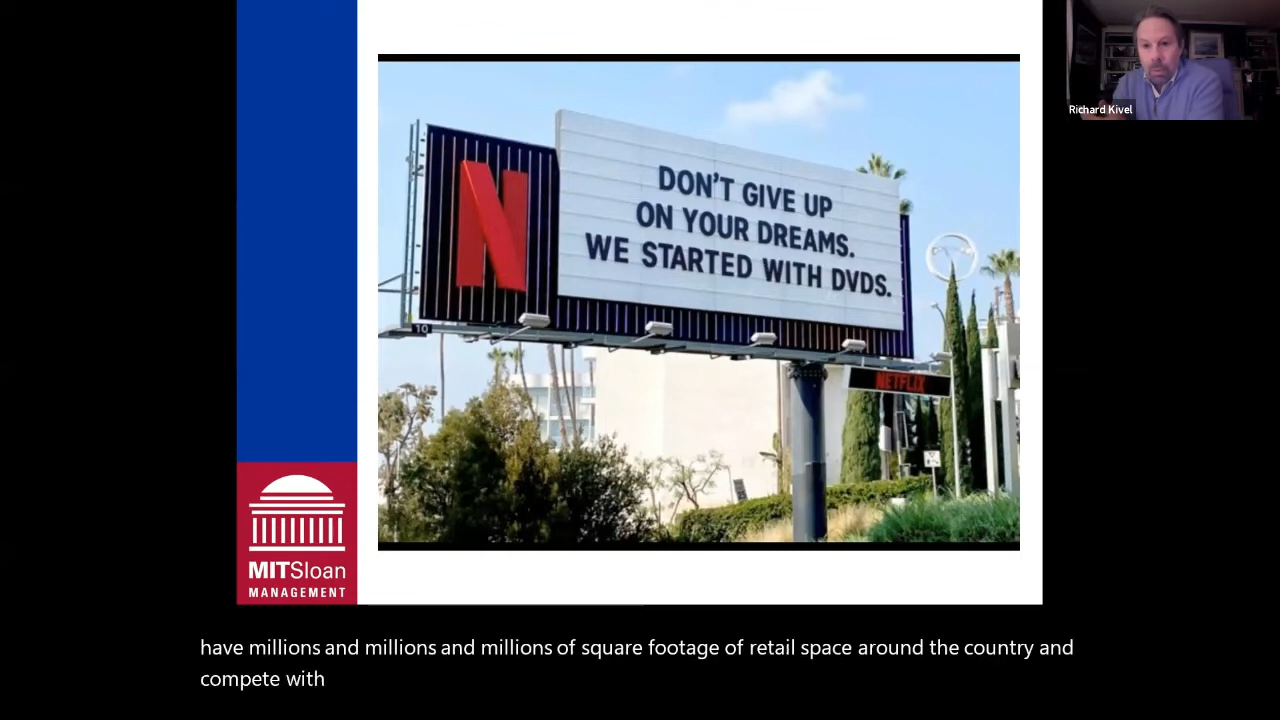 Richard Kivel
DON'T GIVE UP
ON YOUR DREAMS.
WE STARTED WITH DVDS.
N
10
NETFLIX
MITSloan
MANAGEMENT
have millions and millions and millions of square footage of retail space around the country and
compete with